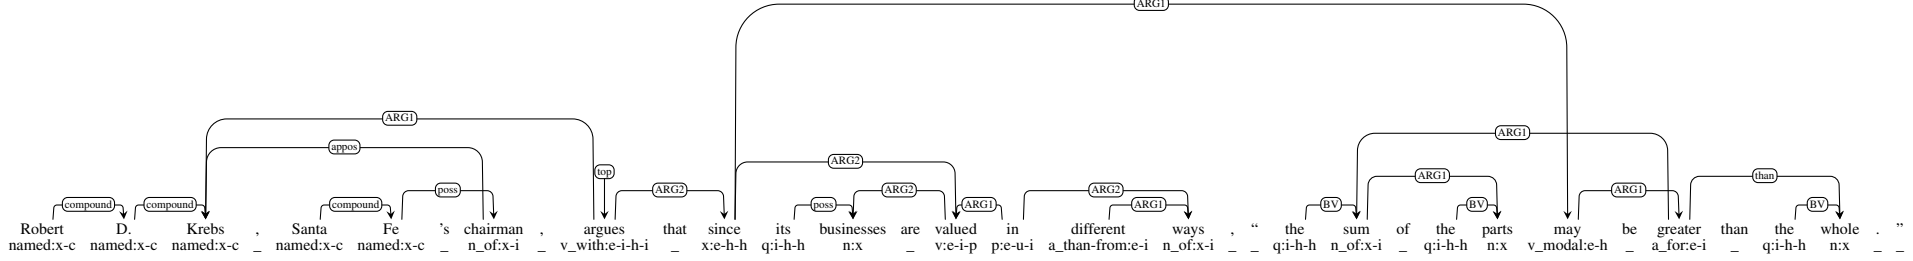 ARG1
ARG1
ARG1
appos
ARG2
top
than
ARG1
poss
ARG2
ARG2
ARG2
ARG1
compound
compound
compound
poss
ARG1
ARG1
BV
BV
BV
Robert D. Krebs , Santa Fe 's chairman , argues that since its businesses are valued in different ways , “ the sum of the parts may be greater than the whole . ”
named:x-c named:x-c named:x-c _ named:x-c named:x-c _ n_of:x-i _ v_with:e-i-h-i _ x:e-h-h q:i-h-h n:x _ v:e-i-p p:e-u-i a_than-from:e-i n_of:x-i _ _ q:i-h-h n_of:x-i _ q:i-h-h n:x v_modal:e-h _ a_for:e-i _ q:i-h-h n:x _ _